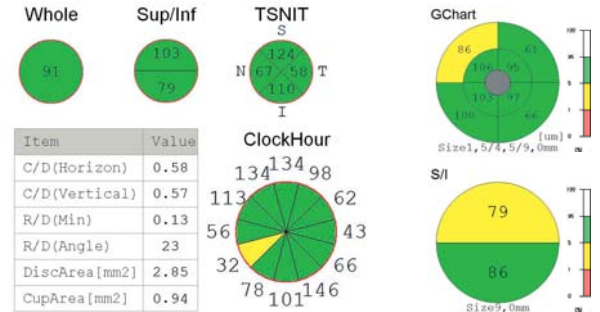 Whole
91
Sup/Inf
103
79
TSNIT
S
124
N 67 58 T
110
I
Item Value
C/D(Horizon) 0.58
C/D(Vertical) 0.57
R/D(Min) 0.13
R/D(Angle) 23
DiscArea[mm2] 2.85
CupArea[mm2] 0.94
ClockHour
134
134 98
113 62
56 43
32 66
78 146
101
GChart
86 61
106 95
103 97
100 66
[um]
Size1,5/4,5/9,0mm
S/I
79
86
Size9,0mm